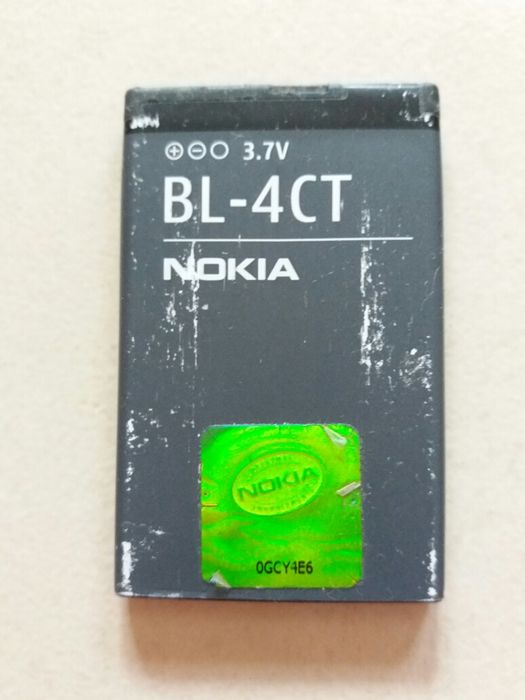 ⊕⊖○ 3.7V
BL-4CT
NOKIA
NOKIA
0GCY4E6